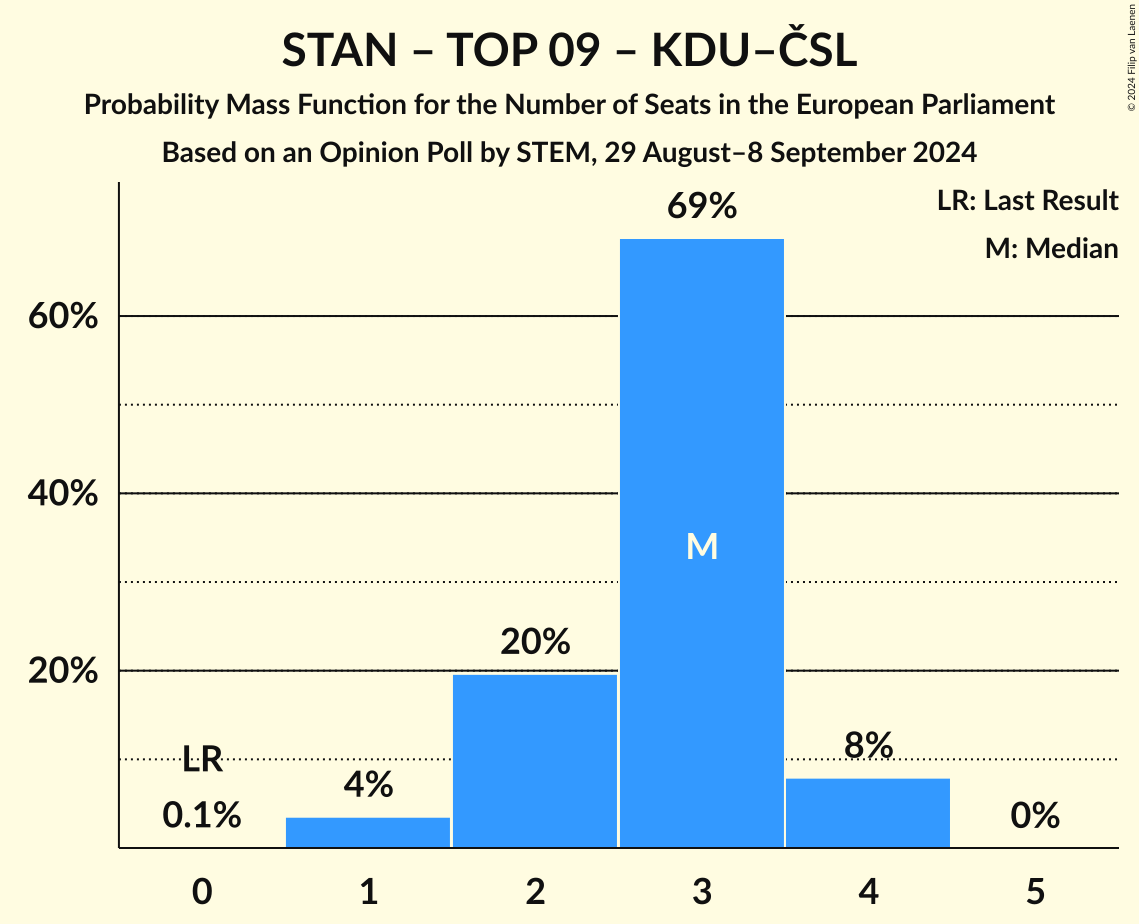 STAN – TOP 09 – KDU–ČSL
Probability Mass Function for the Number of Seats in the European Parliament
Based on an Opinion Poll by STEM, 29 August–8 September 2024
© 2024 Filip van Laenen
LR: Last Result
M: Median
69%
60%
40%
M
20%
20%
LR
8%
4%
0.1%
0%
0 1 2 3 4 5